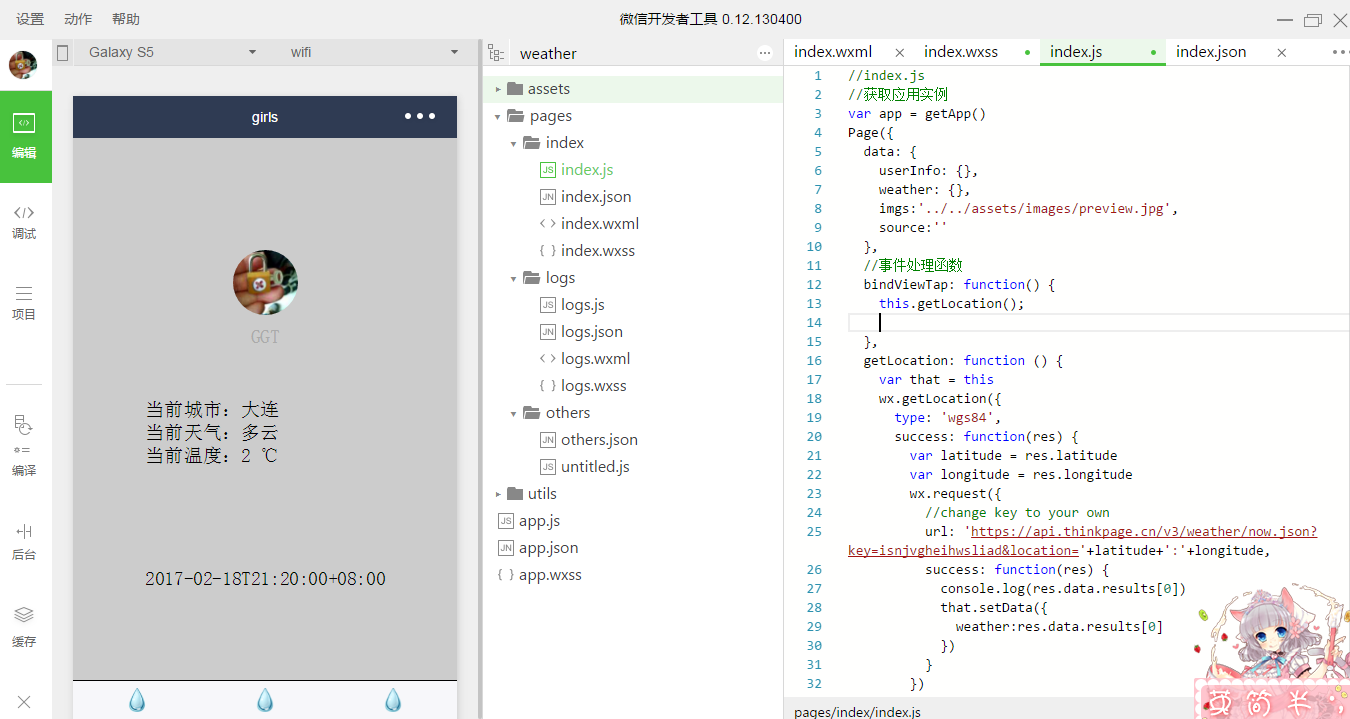 设置 动作 帮助 微信开发者工具 0.12.130400
Galaxy S5 wifi
编辑
调试
项目
编译
后台
缓存
girls
GGT
当前城市：大连
当前天气：多云
当前温度：2 ℃
2017-02-18T21:20:00+08:00
weather
assets
pages
index
JS index.js
JN index.json
< > index.wxml
{ } index.wxss
logs
JS logs.js
JN logs.json
< > logs.wxml
{ } logs.wxss
others
JN others.json
JS untitled.js
utils
JS app.js
JN app.json
{ } app.wxss
index.wxml index.wxss index.js index.json
1 //index.js
2 //获取应用实例
3 var app = getApp()
4 Page({
5 data: {
6 userInfo: {},
7 weather: {},
8 imgs:'../../assets/images/preview.jpg',
9 source:''
10 },
11 //事件处理函数
12 bindViewTap: function() {
13 this.getLocation();
14
15 },
16 getLocation: function () {
17 var that = this
18 wx.getLocation({
19 type: 'wgs84',
20 success: function(res) {
21 var latitude = res.latitude
22 var longitude = res.longitude
23 wx.request({
24 //change key to your own
25 url: 'https://api.thinkpage.cn/v3/weather/now.json?
key=isnjvgheihwsliad&location='+latitude+':'+longitude,
26 success: function(res) {
27 console.log(res.data.results[0])
28 that.setData({
29 weather:res.data.results[0]
30 })
31 }
32 })
pages/index/index.js
英 简 半